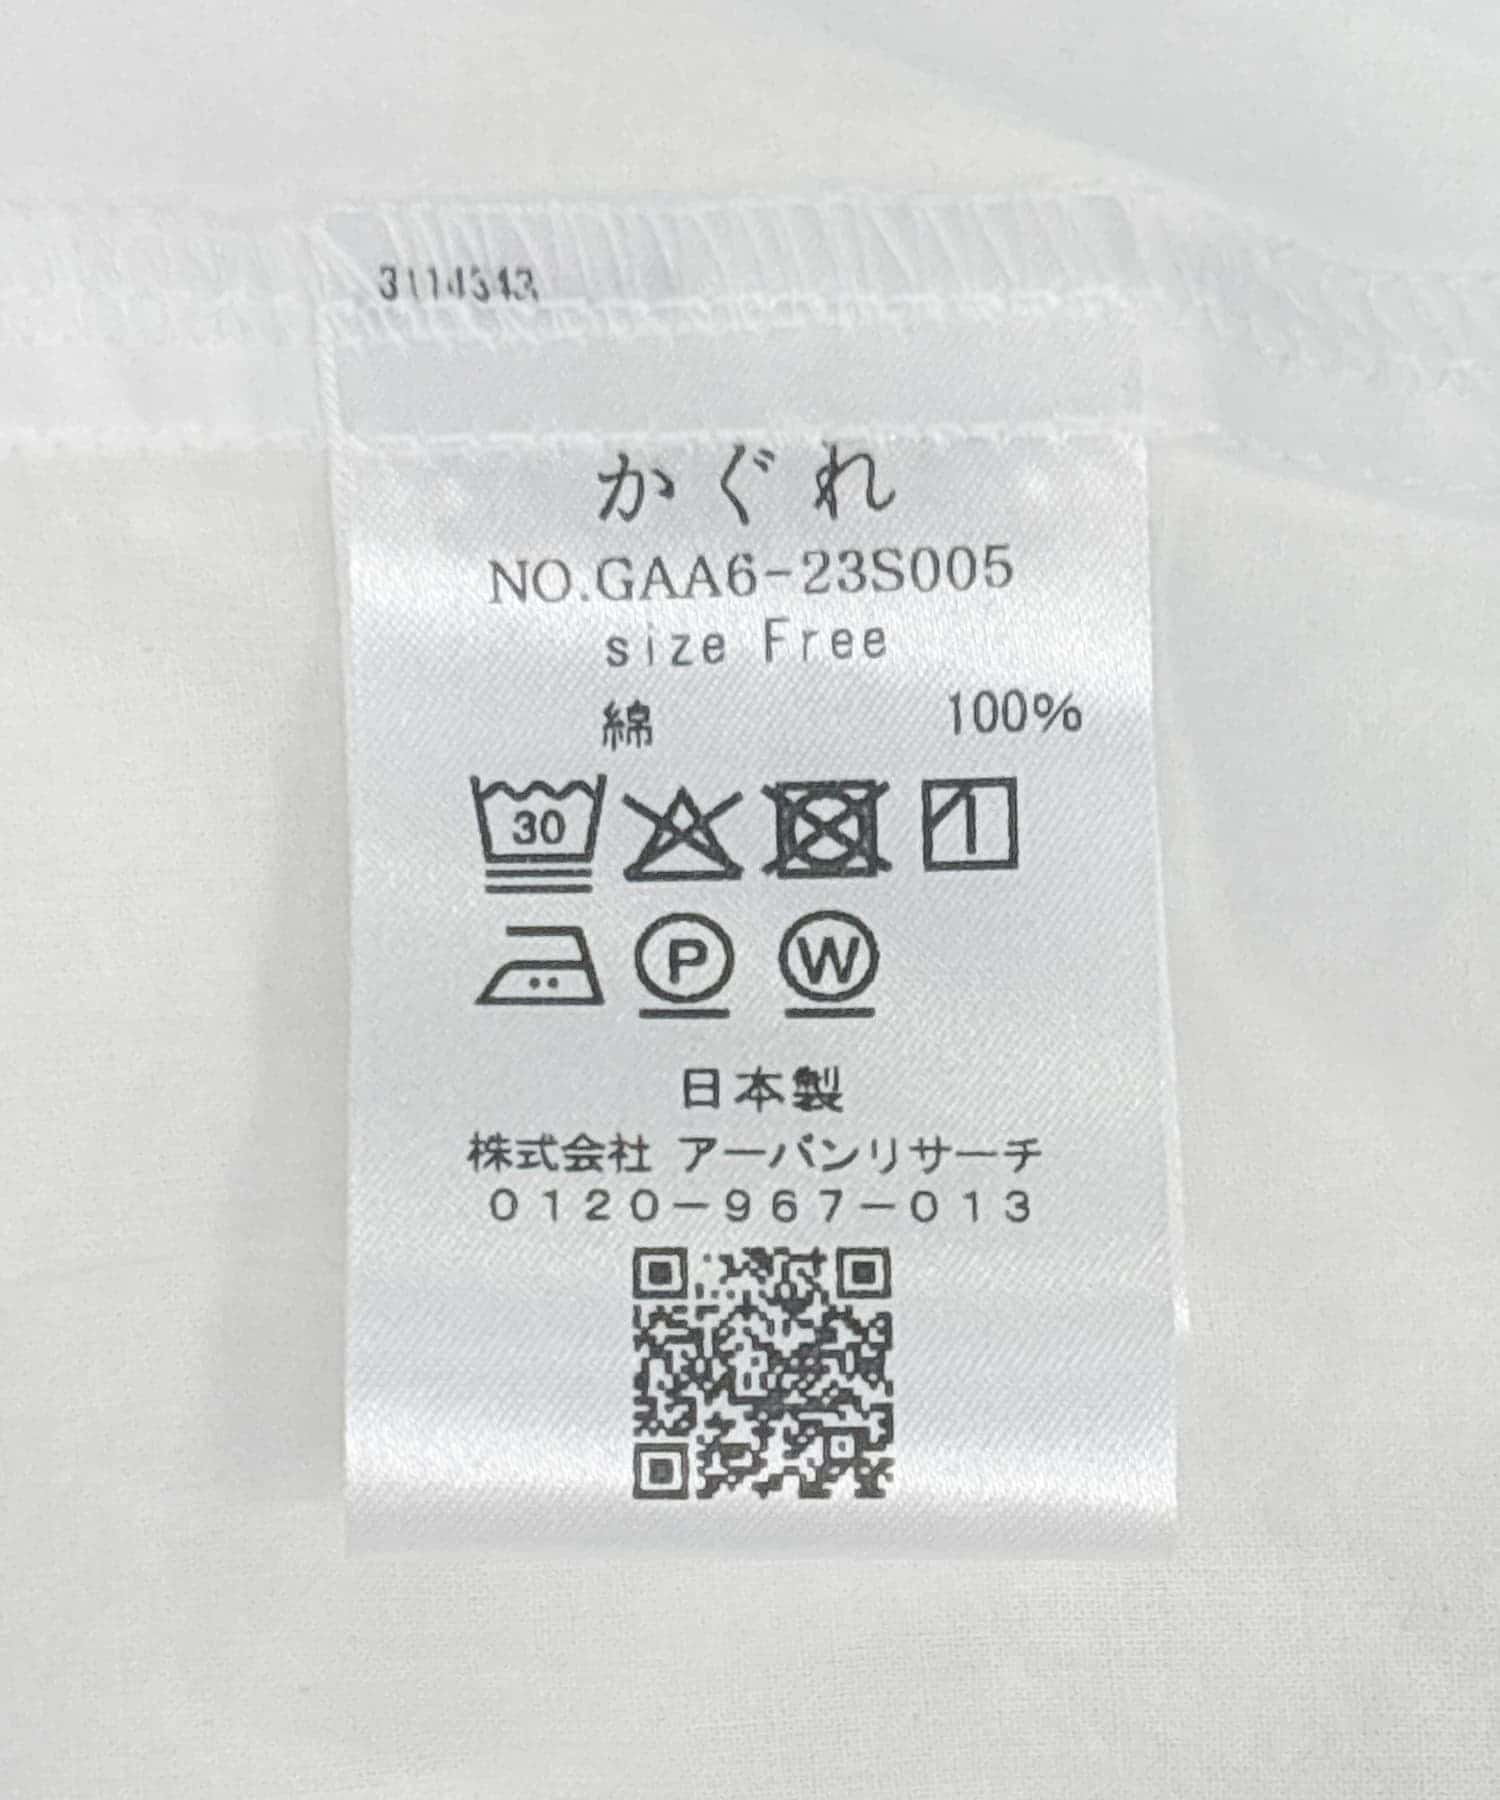 かぐれ
NO.GAA6-23S005
size Free
綿 100%
30
P W
日本製
株式会社 アーバンリサーチ
0120-967-013